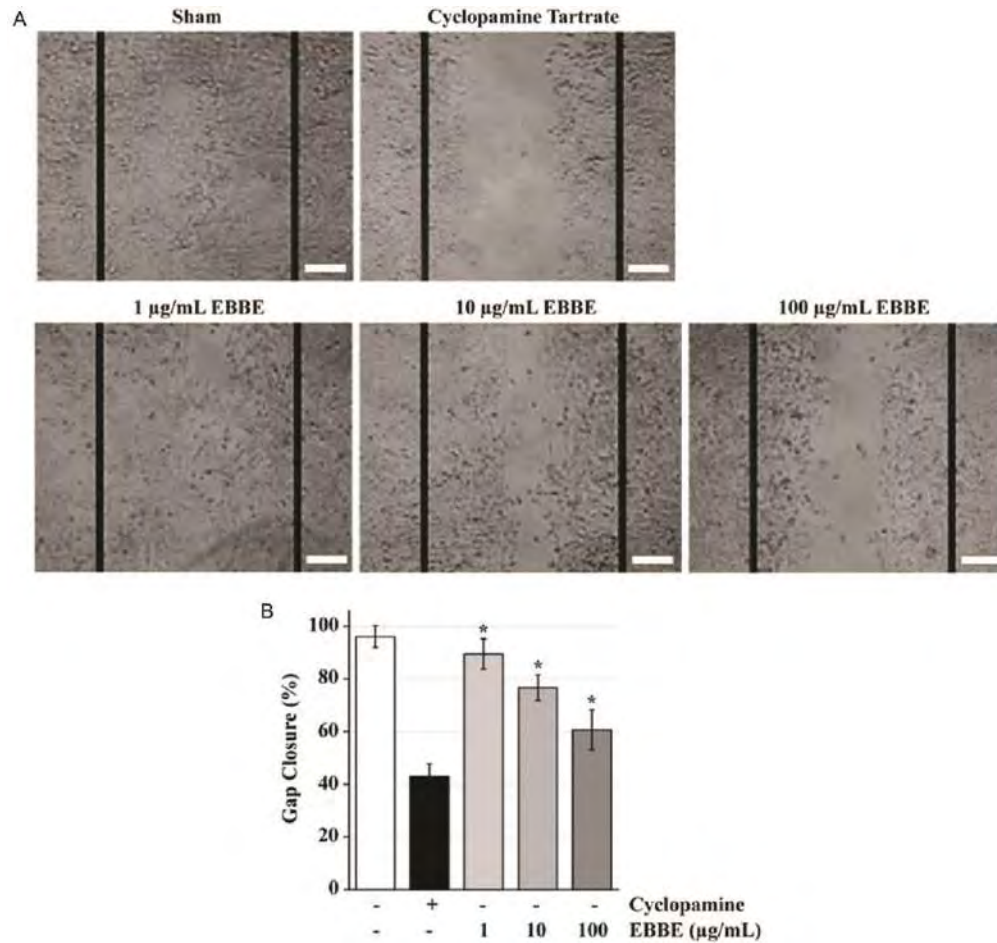 A
Sham
Cyclopamine Tartrate
1 µg/mL EBBE
10 µg/mL EBBE
100 µg/mL EBBE
B
Gap Closure (%)
100
80
60
40
20
0
*
*
*
- + - - - Cyclopamine
- - 1 10 100 EBBE (µg/mL)